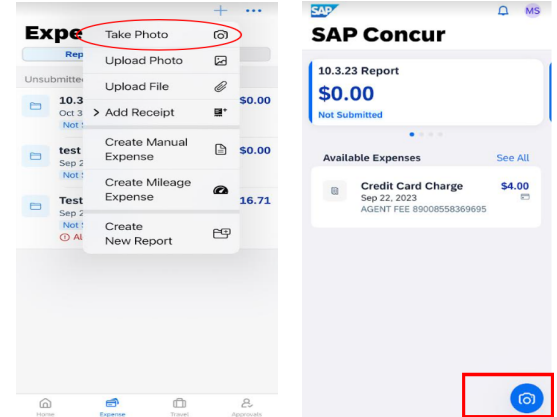 + •••
Expe
Take Photo
Rep
Upload Photo
Unsubmitte
Upload File
10.3
$0.00
Oct 3
> Add Receipt
Not
test
Create Manual
Expense
$0.00
Sep 2
Not
Create Mileage
Expense
Test
16.71
Sep 2
Not
Create
New Report
Al
Home
Expense
Travel
Approvals
SAP
MS
SAP Concur
10.3.23 Report
$0.00
Not Submitted
Available Expenses
See All
Credit Card Charge
$4.00
Sep 22, 2023
AGENT FEE 89008558369695